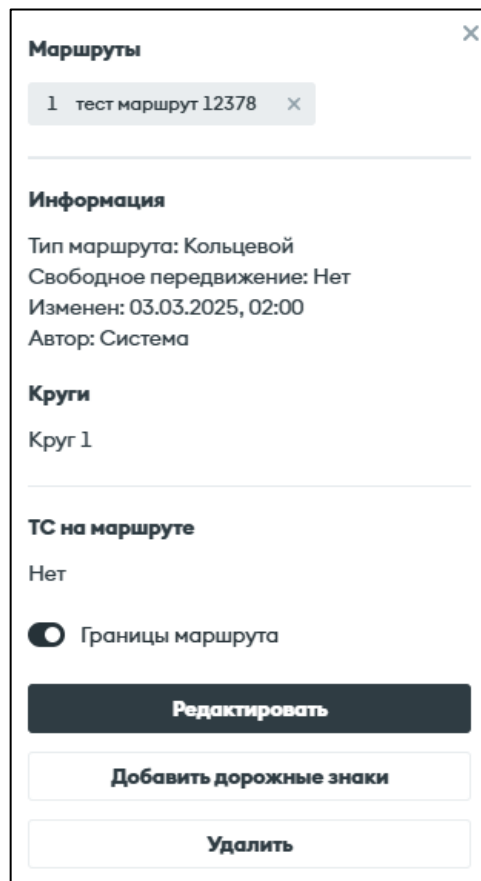 Маршруты
1 тест маршрут 12378
Информация
Тип маршрута: Кольцевой
Свободное передвижение: Нет
Изменен: 03.03.2025, 02:00
Автор: Система
Круги
Круг 1
ТС на маршруте
Нет
Границы маршрута
Редактировать
Добавить дорожные знаки
Удалить